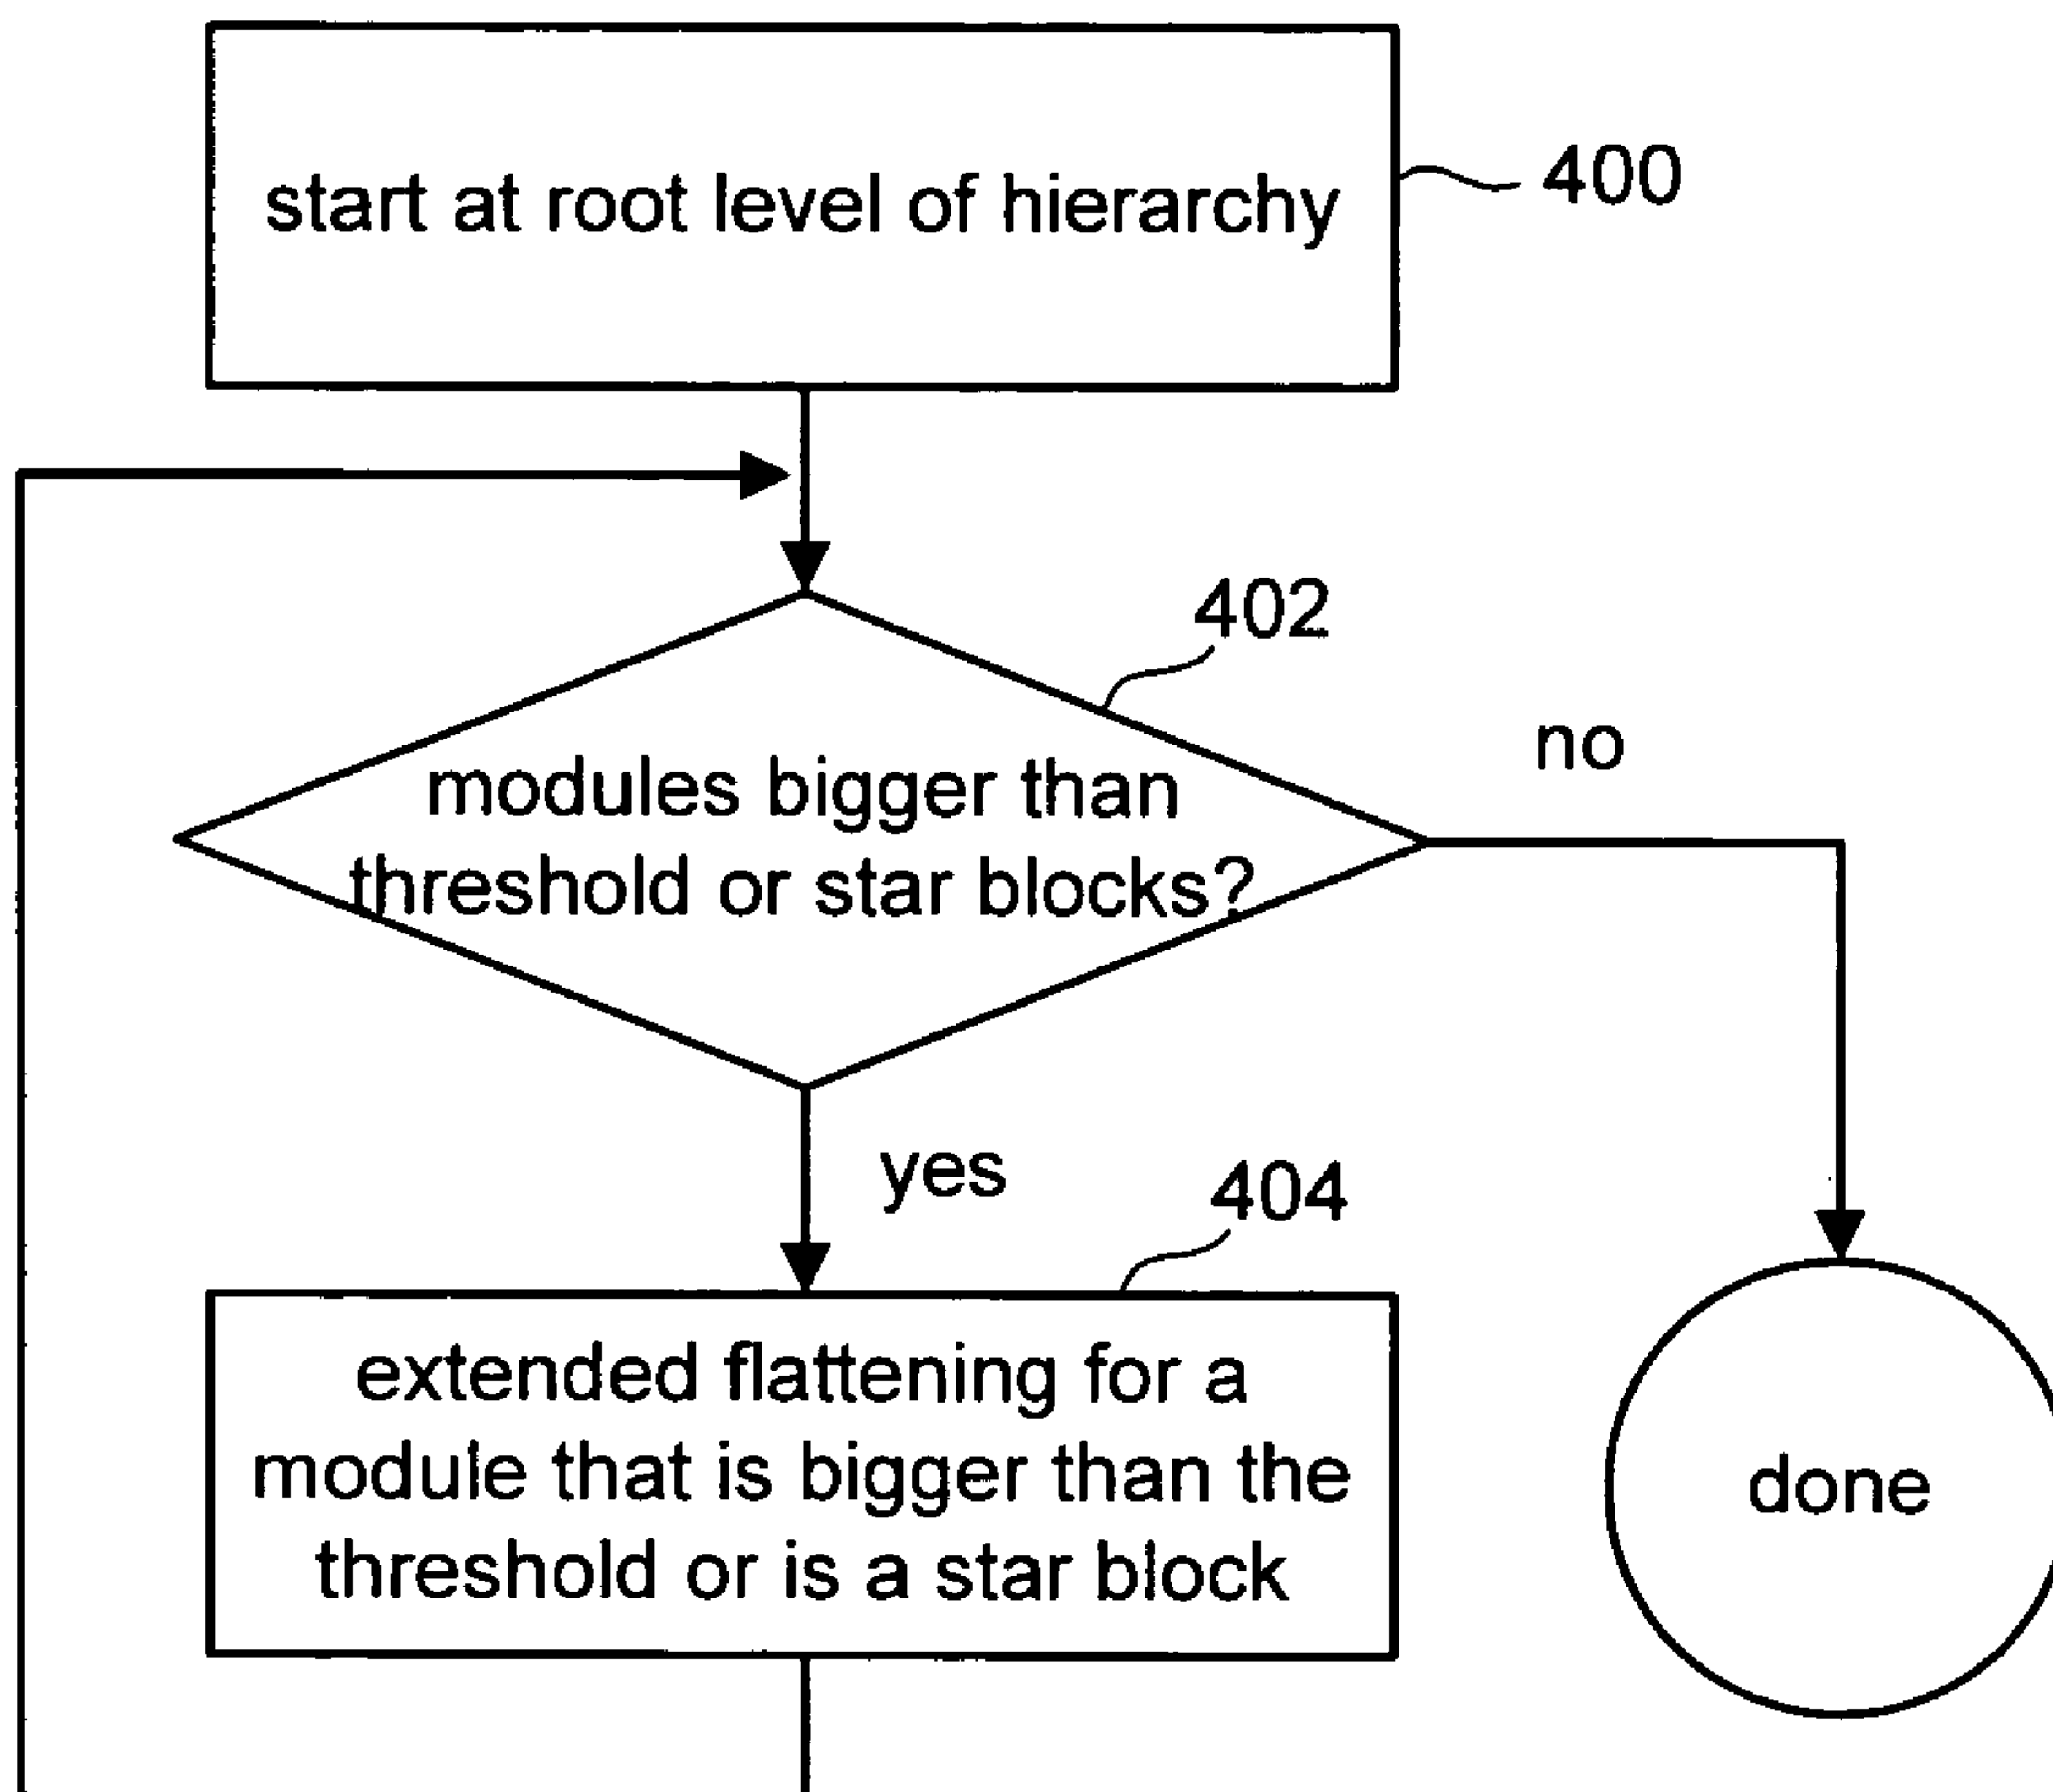 start at root level of hierarchy
400
402
no
modules bigger than
threshold or star blocks?
yes
404
extended flattening for a
module that is bigger than the
threshold or is a star block
done